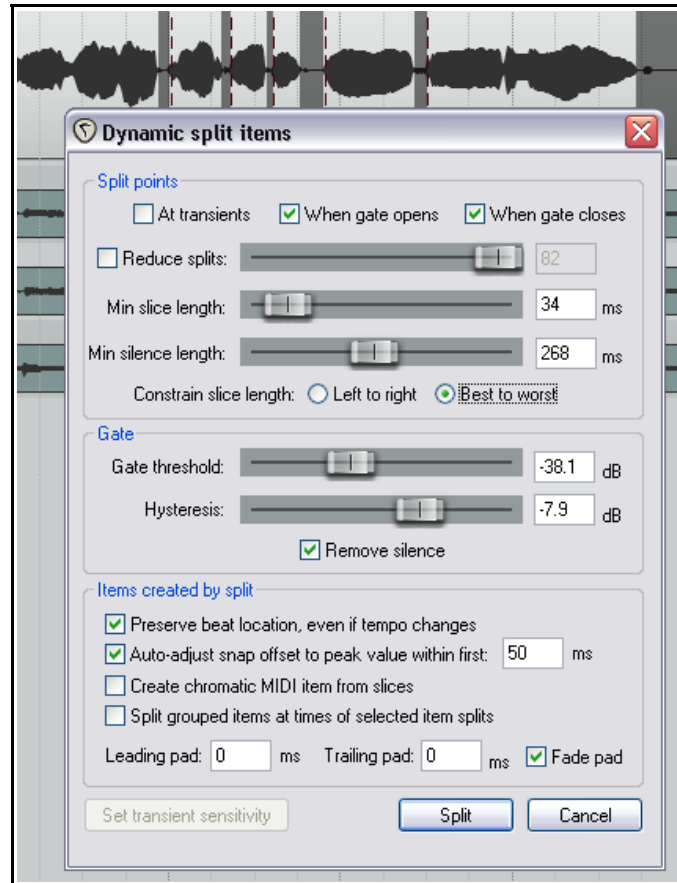 Dynamic split items
Split points
At transients When gate opens When gate closes
Reduce splits: 82
Min slice length: 34 ms
Min silence length: 268 ms
Constrain slice length: Left to right Best to worst
Gate
Gate threshold: -38.1 dB
Hysteresis: -7.9 dB
Remove silence
Items created by split
Preserve beat location, even if tempo changes
Auto-adjust snap offset to peak value within first: 50 ms
Create chromatic MIDI item from slices
Split grouped items at times of selected item splits
Leading pad: 0 ms Trailing pad: 0 ms Fade pad
Set transient sensitivity Split Cancel